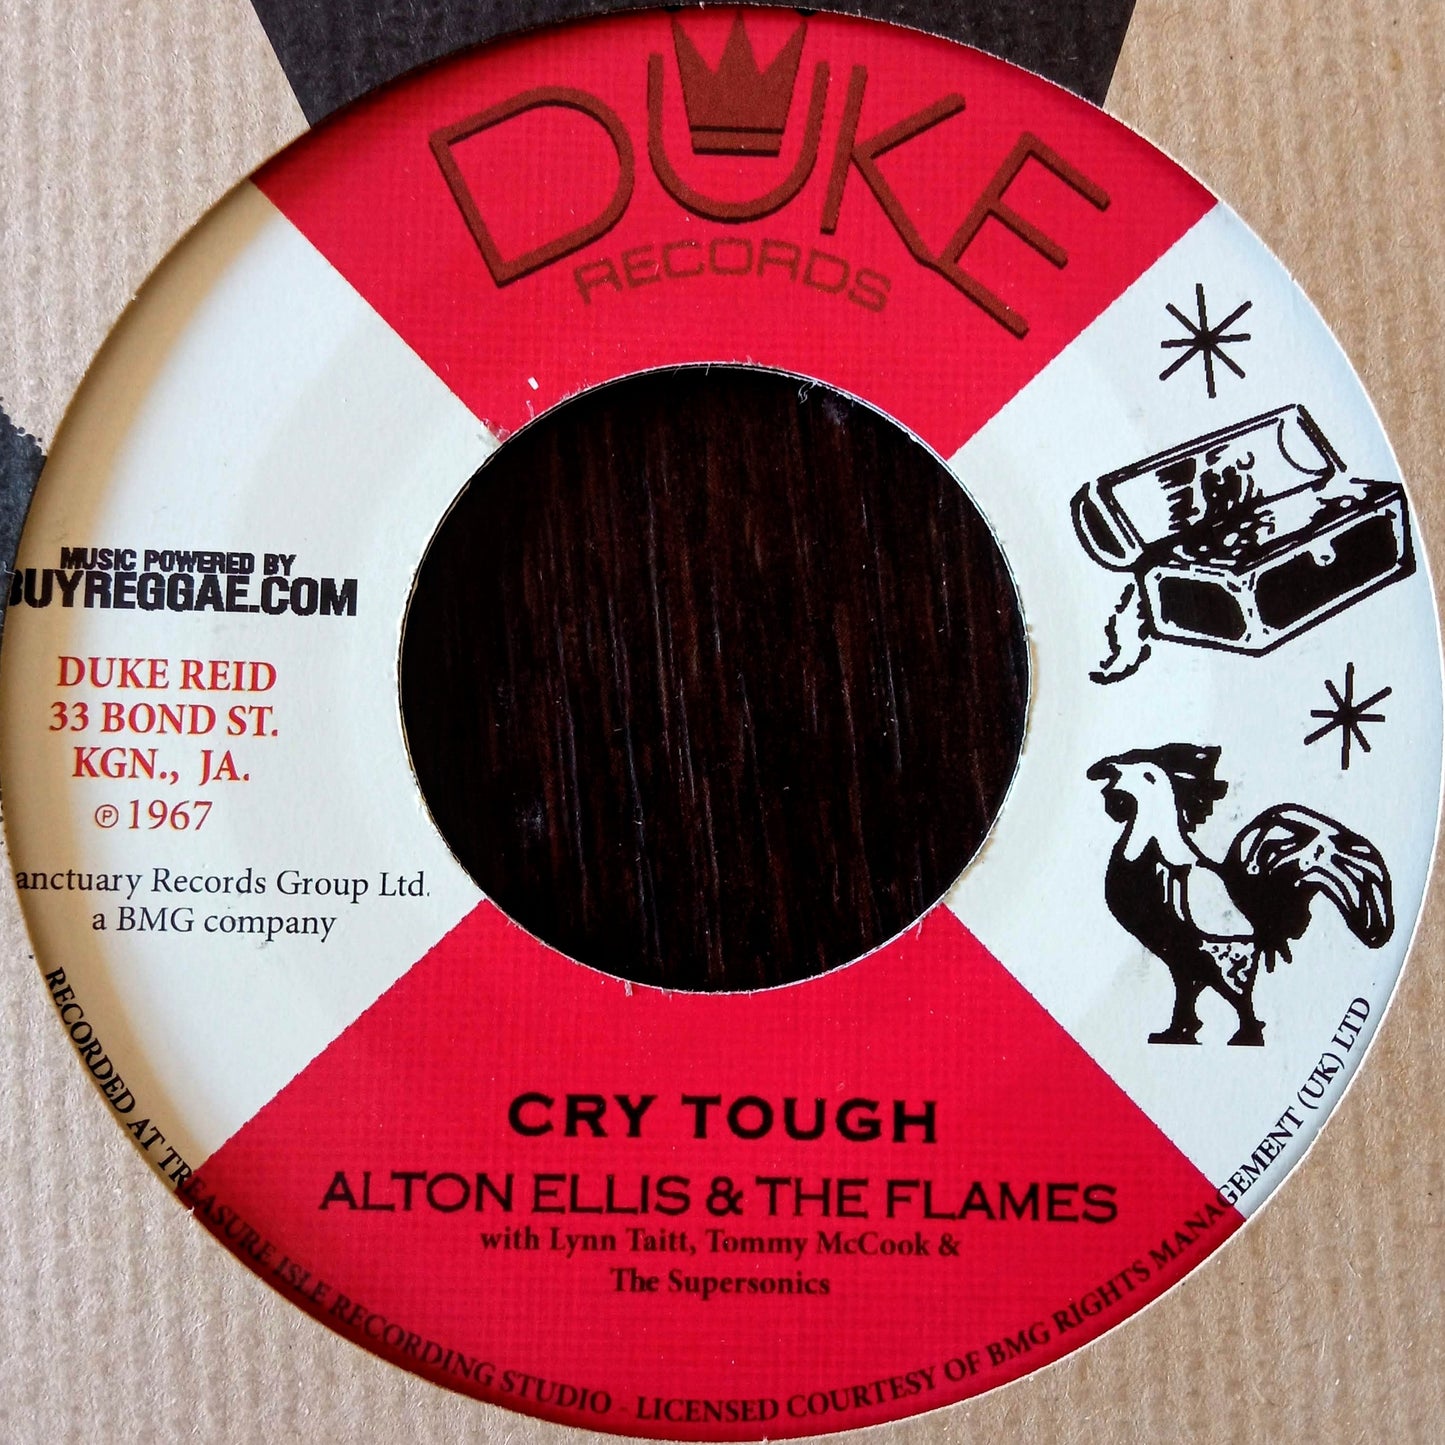 DUKE
RECORDS
MUSIC POWERED BY
BUYREGGAE.COM
DUKE REID
33 BOND ST.
KGN., JA.
℗ 1967
anctuary Records Group Ltd.
a BMG company
CRY TOUGH
ALTON ELLIS & THE FLAMES
with Lynn Taitt, Tommy McCook &
The Supersonics
RECORDED AT TREASURE ISLE RECORDING STUDIO - LICENSED COURTESY OF BMG RIGHTS MANAGEMENT (UK) LTD